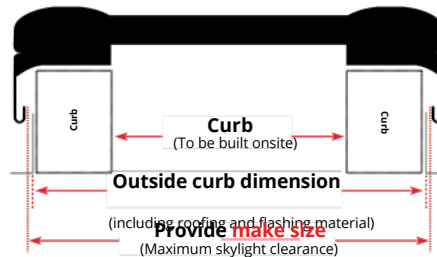 Curb
Curb
Curb
(To be built onsite)
Outside curb dimension
(including roofing and flashing material)
Provide make size
(Maximum skylight clearance)